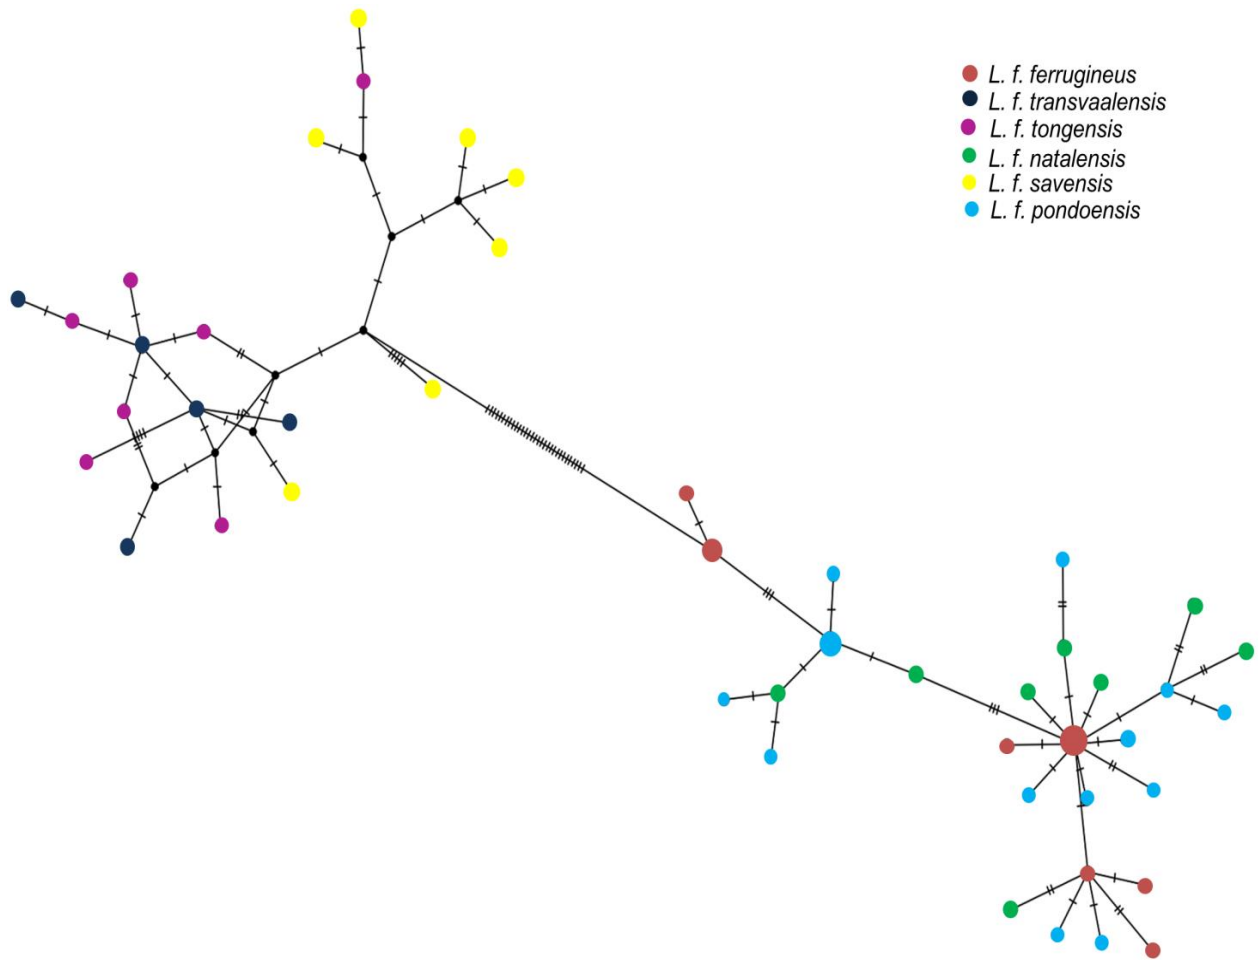 L. f. ferrugineus
L. f. transvaalensis
L. f. tongensis
L. f. natalensis
L. f. savensis
L. f. pondoensis